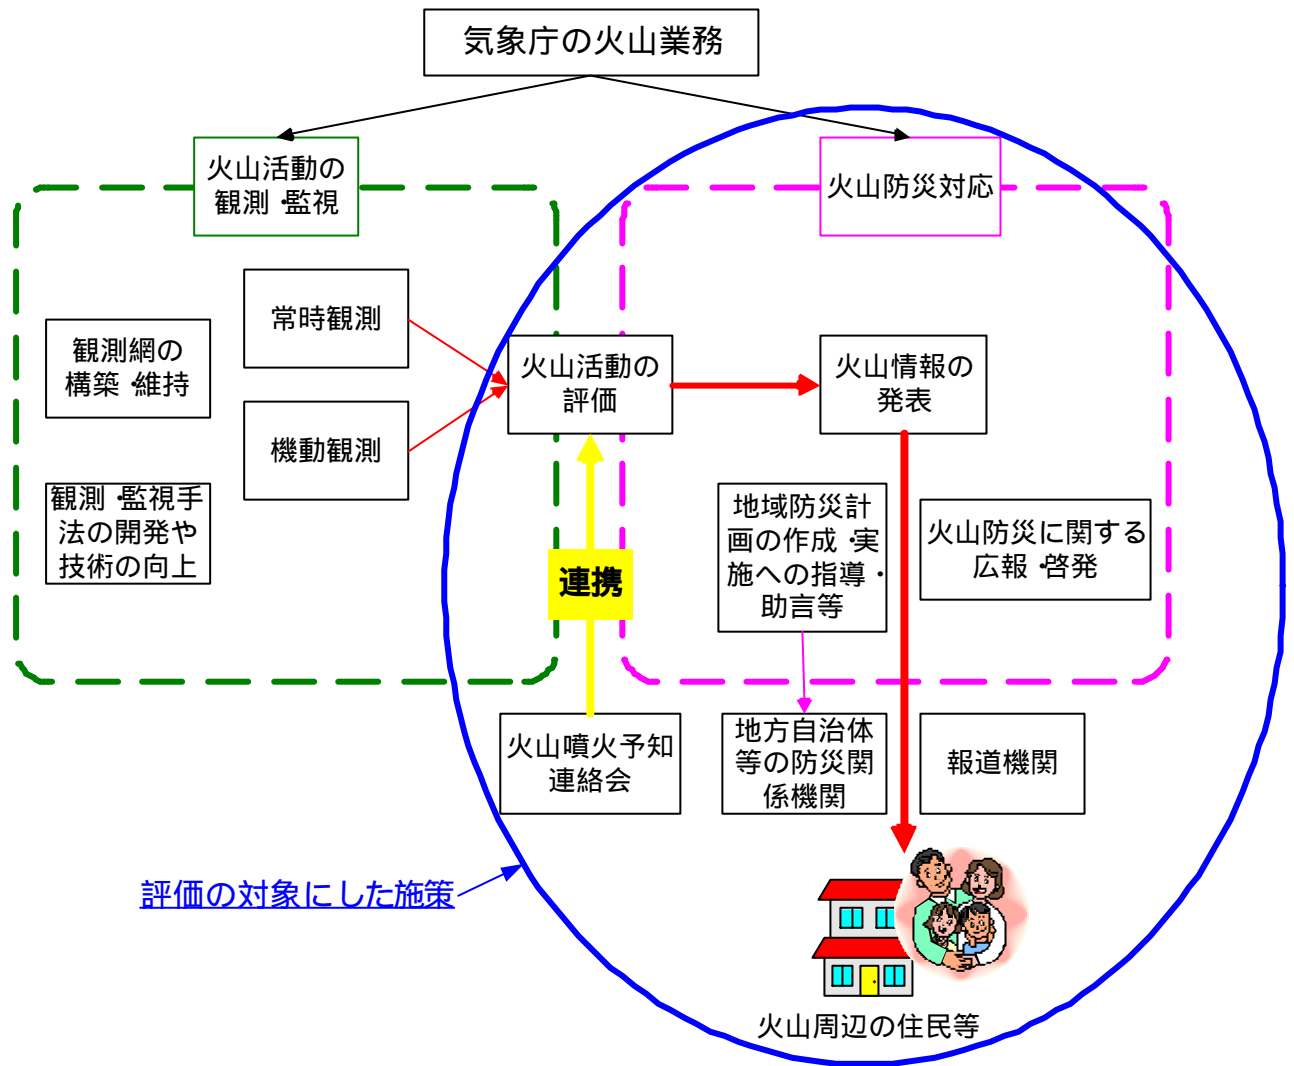 気象庁の火山業務
火山活動の
観測・監視
火山防災対応
常時観測
観測網の
構築・維持
機動観測
観測・監視手
法の開発や
技術の向上
火山活動の
評価
火山情報の
発表
連携
地域防災計
画の作成・実
施への指導・
助言等
火山防災に関する
広報・啓発
火山噴火予知
連絡会
地方自治体
等の防災関
係機関
報道機関
評価の対象にした施策
火山周辺の住民等